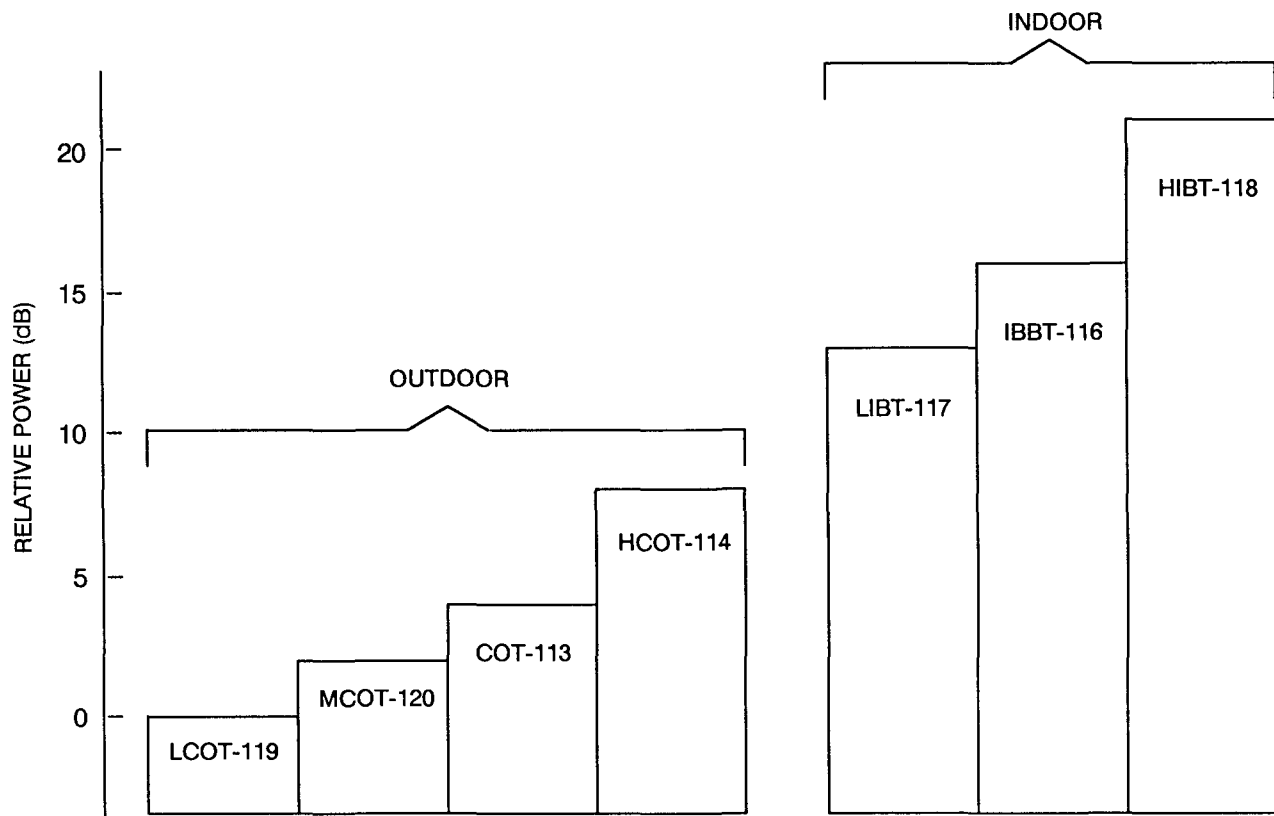 INDOOR
20
HIBT-118
15
IBBT-116
LIBT-117
OUTDOOR
10
HCOT-114
5
COT-113
MCOT-120
0
LCOT-119
RELATIVE POWER (dB)